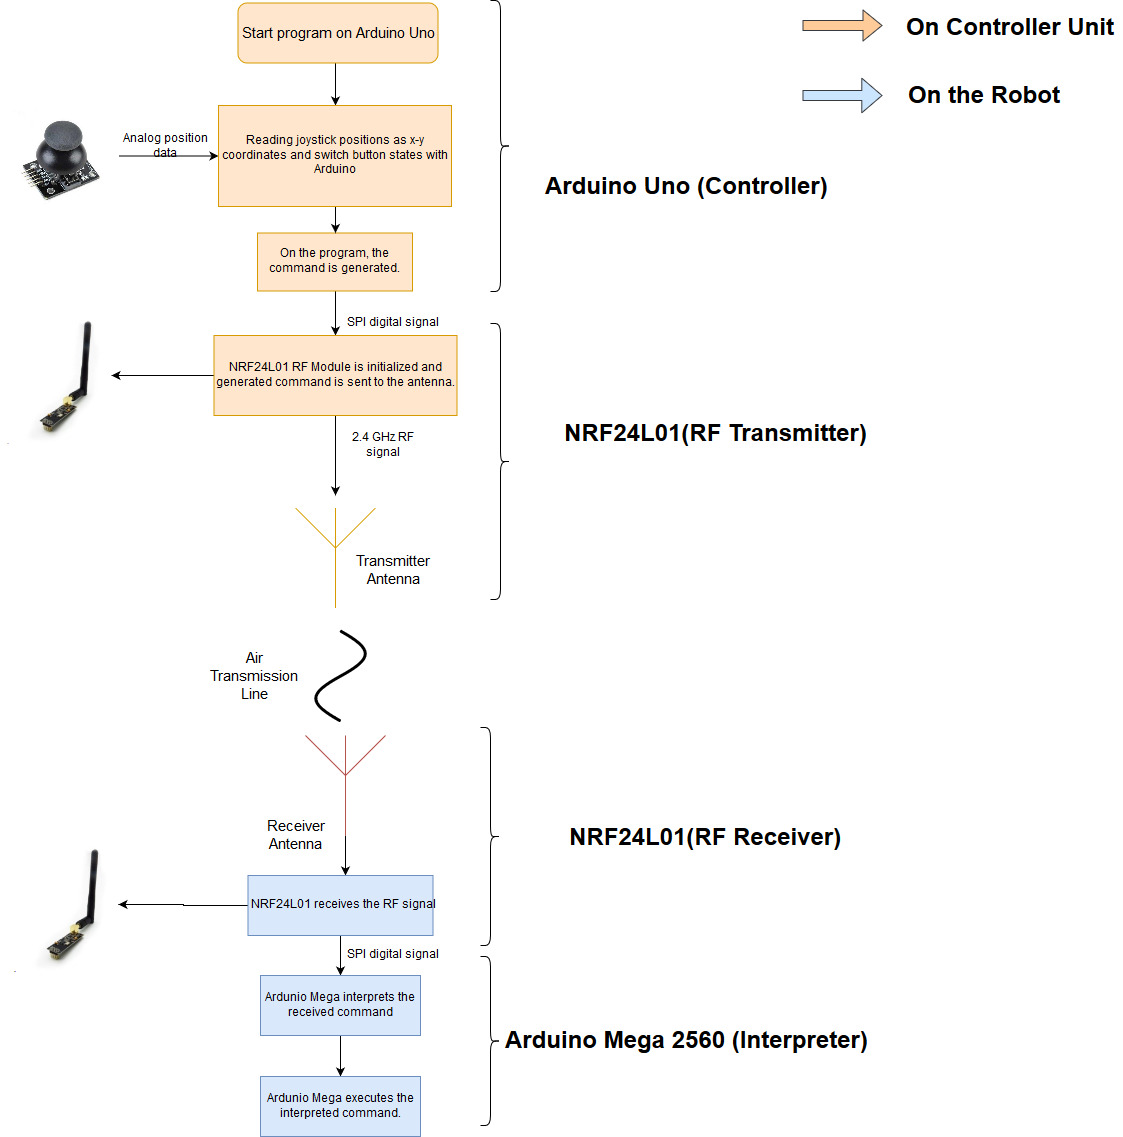 Start program on Arduino Uno
On Controller Unit
On the Robot
Analog position
data
Reading joystick positions as x-y
coordinates and switch button states with
Arduino
Arduino Uno (Controller)
On the program, the
command is generated.
SPI digital signal
NRF24L01 RF Module is initialized and
generated command is sent to the antenna.
NRF24L01(RF Transmitter)
2.4 GHz RF
signal
Transmitter
Antenna
Air
Transmission
Line
Receiver
Antenna
NRF24L01(RF Receiver)
NRF24L01 receives the RF signal
SPI digital signal
Ardunio Mega interprets the
received command
Arduino Mega 2560 (Interpreter)
Ardunio Mega executes the
interpreted command.